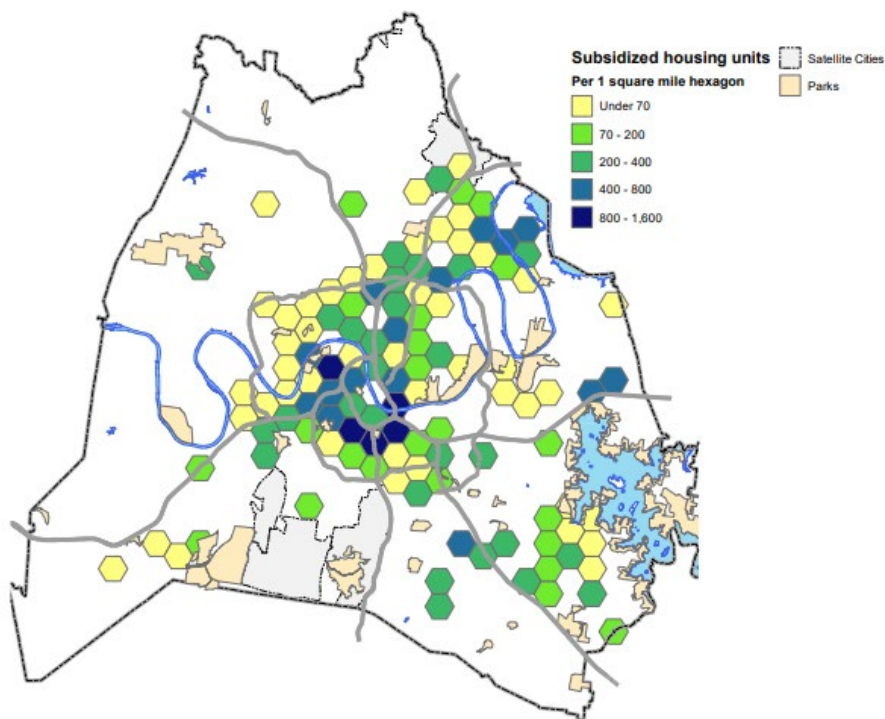 Subsidized housing units
Per 1 square mile hexagon
Under 70
70 - 200
200 - 400
400 - 800
800 - 1,600
Satellite Cities
Parks